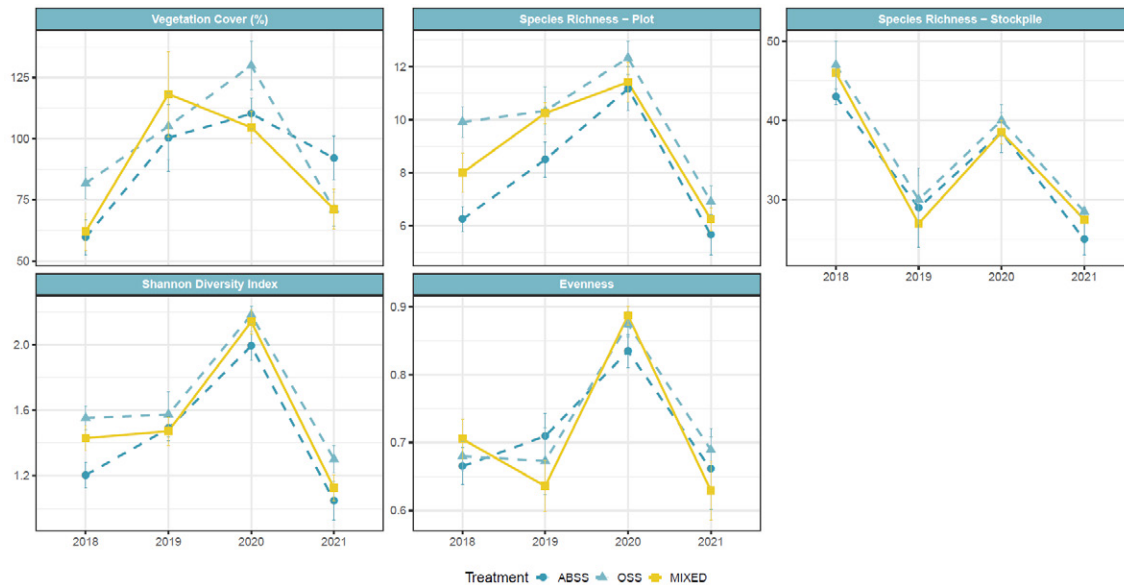 Vegetation Cover (%)
Species Richness − Plot
Species Richness − Stockpile
125
100
75
50
12
10
8
6
50
40
30
2018 2019 2020 2021
Shannon Diversity Index
Evenness
2.0
1.6
1.2
0.9
0.8
0.7
0.6
2018 2019 2020 2021
2018 2019 2020 2021
Treatment ABSS OSS MIXED